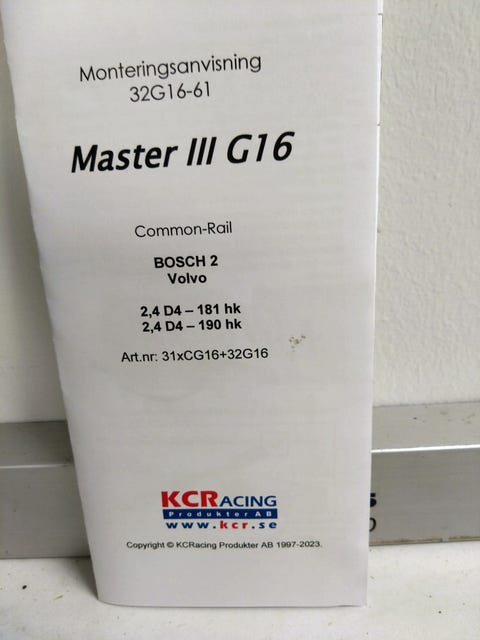 Monteringsanvisning
32G16-61
Master III G16
Common-Rail
BOSCH 2
Volvo
2,4 D4 – 181 hk
2,4 D4 – 190 hk
Art.nr: 31xCG16+32G16
KCRACING
Produkter AB
www.kcr.se
Copyright © KCRacing Produkter AB 1997-2023.